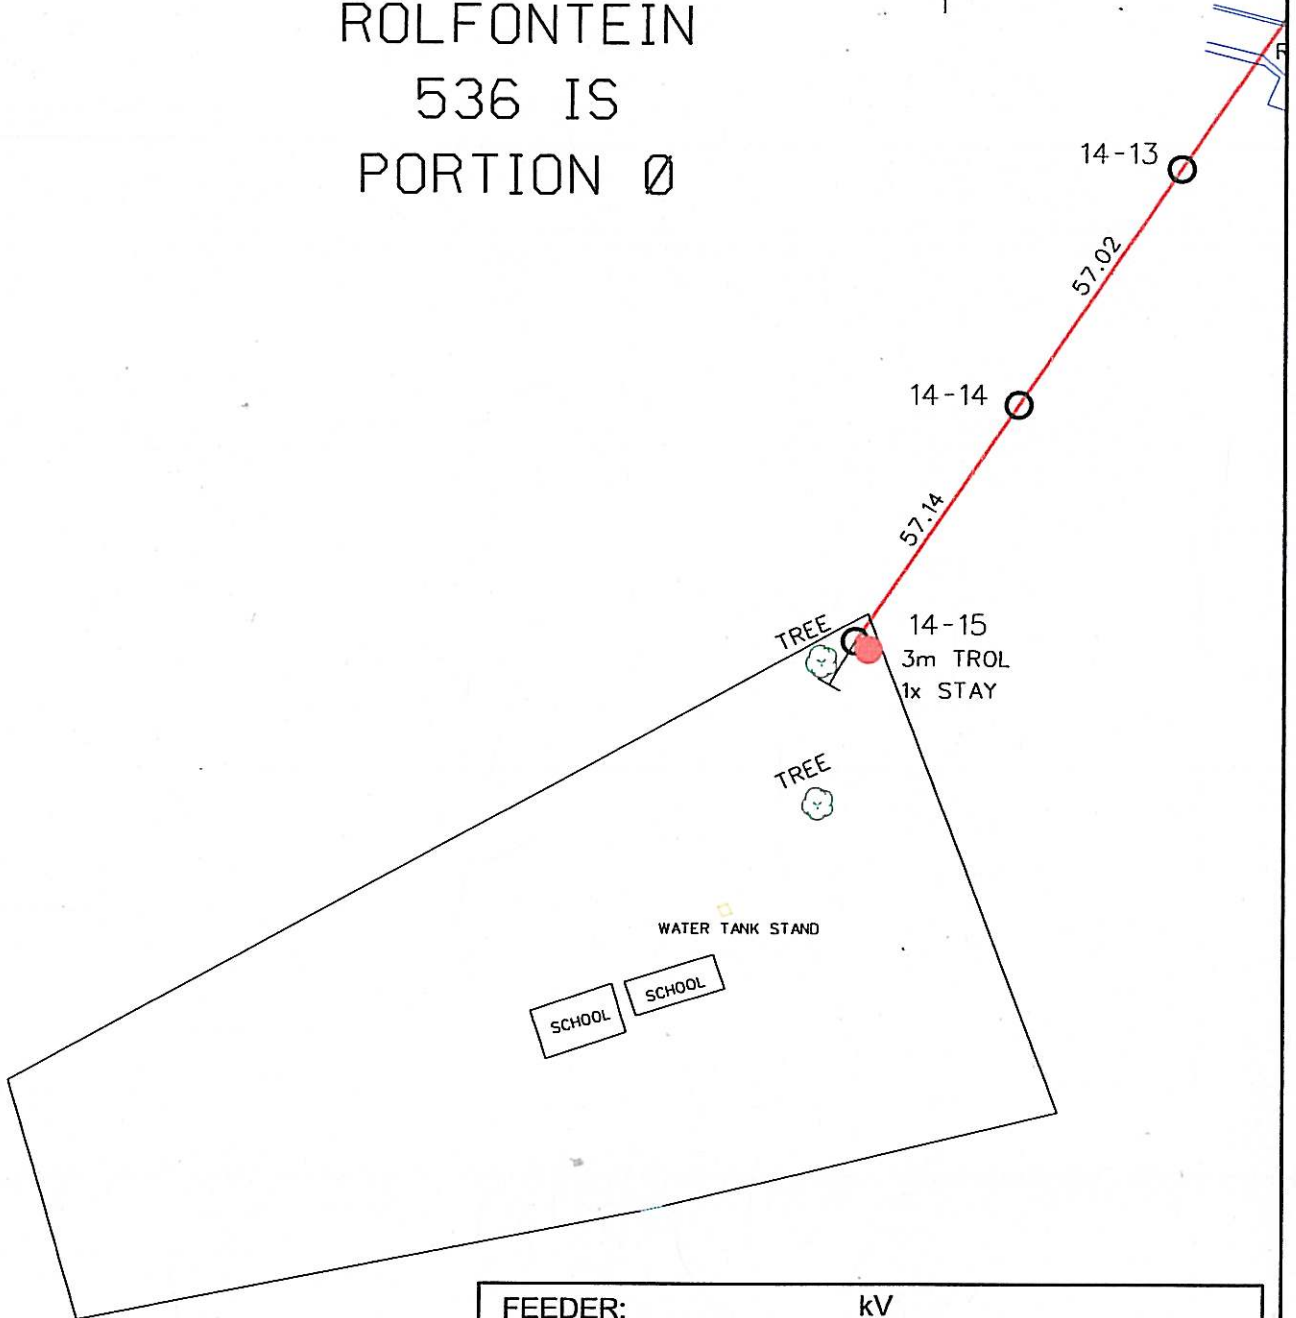 ROLFONTEIN
536 IS
PORTION 0
R
14-13
57.02
14-14
57.14
TREE
14-15
3m TROL
1x STAY
TREE
WATER TANK STAND
SCHOOL
SCHOOL
FEEDER: kV